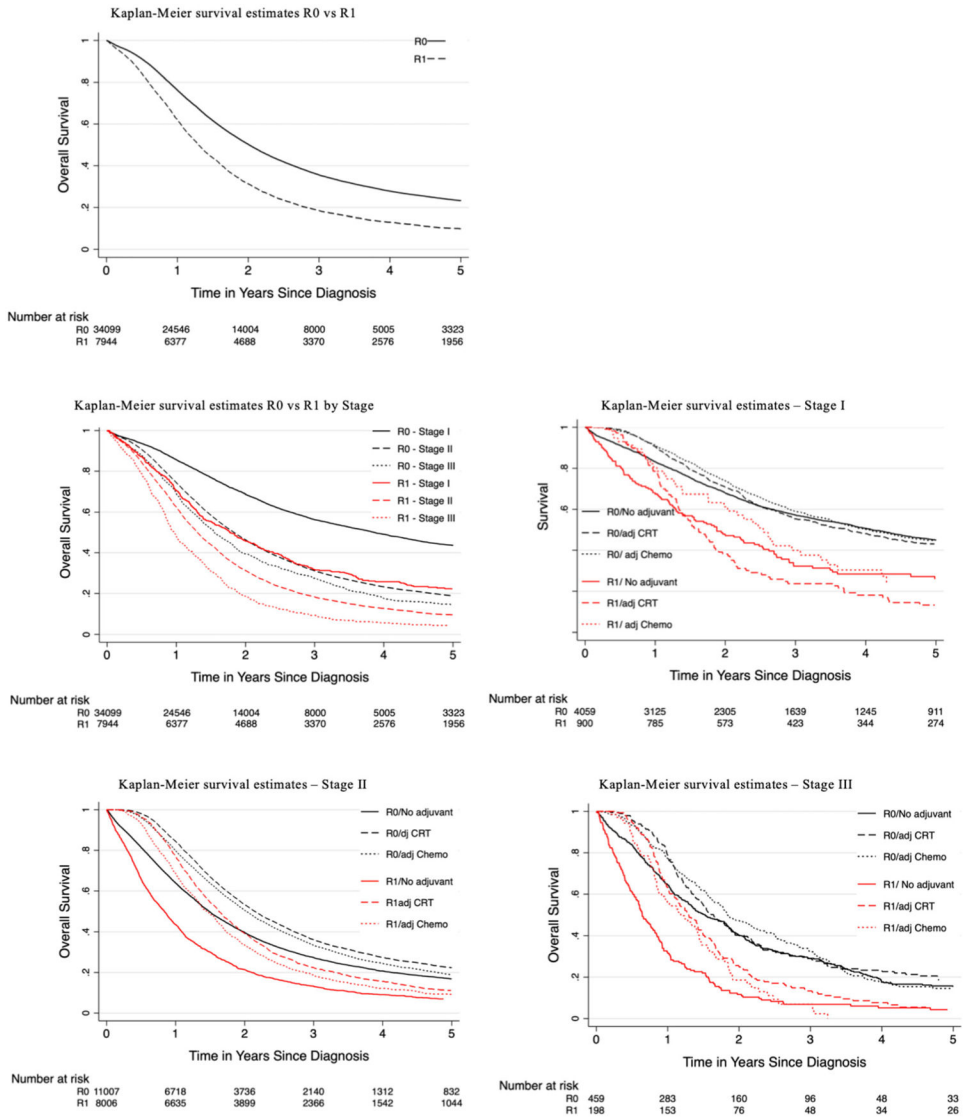 Kaplan-Meier survival estimates R0 vs R1
R0
R1
1
.8
.6
.4
.2
0
Overall Survival
0 1 2 3 4 5
Time in Years Since Diagnosis
Number at risk
R0 34099 24546 14004 8000 5005 3323
R1 7944 6377 4688 3370 2576 1956
Kaplan-Meier survival estimates R0 vs R1 by Stage
R0 - Stage I
R0 - Stage II
R0 - Stage III
R1 - Stage I
R1 - Stage II
R1 - Stage III
1
.8
.6
.4
.2
0
Overall Survival
0 1 2 3 4 5
Time in Years Since Diagnosis
Number at risk
R0 34099 24546 14004 8000 5005 3323
R1 7944 6377 4688 3370 2576 1956
Kaplan-Meier survival estimates – Stage I
1
.8
Survival
R0/No adjuvant
R0/adj CRT
R0/ adj Chemo
R1/ No adjuvant
R1/adj CRT
R1/ adj Chemo
0 1 2 3 4 5
Time in Years Since Diagnosis
Number at risk
R0 4059 3125 2305 1639 1245 911
R1 900 785 573 423 344 274
Kaplan-Meier survival estimates – Stage II
R0/No adjuvant
R0/dj CRT
R0/adj Chemo
R1/No adjuvant
R1adj CRT
R1/adj Chemo
1
.8
.6
.4
.2
0
Overall Survival
0 1 2 3 4 5
Time in Years Since Diagnosis
Number at risk
R0 11007 6718 3736 2140 1312 832
R1 8006 6635 3899 2366 1542 1044
Kaplan-Meier survival estimates – Stage III
R0/No adjuvant
R0/adj CRT
R0/adj Chemo
R1/ No adjuvant
R1/adj CRT
R1/adj Chemo
1
.8
.6
.4
.2
0
Overall Survival
0 1 2 3 4 5
Time in Years Since Diagnosis
Number at risk
R0 459 283 160 96 48 33
R1 198 153 76 48 28